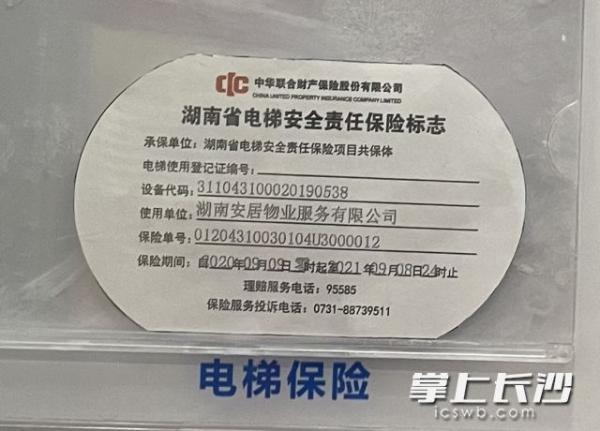 CIC 中华联合财产保险股份有限公司
CHINA UNITED PROPERTY INSURANCE COMPANY LIMITED
湖南省电梯安全责任保险标志
承保单位：湖南省电梯安全责任保险项目共保体
电梯使用登记证编号：
设备代码：311043100020190538
使用单位：湖南安居物业服务有限公司
保险单号：01204310030104U3000012
保险期间：自2020年09月09日零时起至2021年09月08日24时止
理赔服务电话：95585
保险服务投诉电话：0731-88739511
电梯保险
掌上长沙
icswb.com